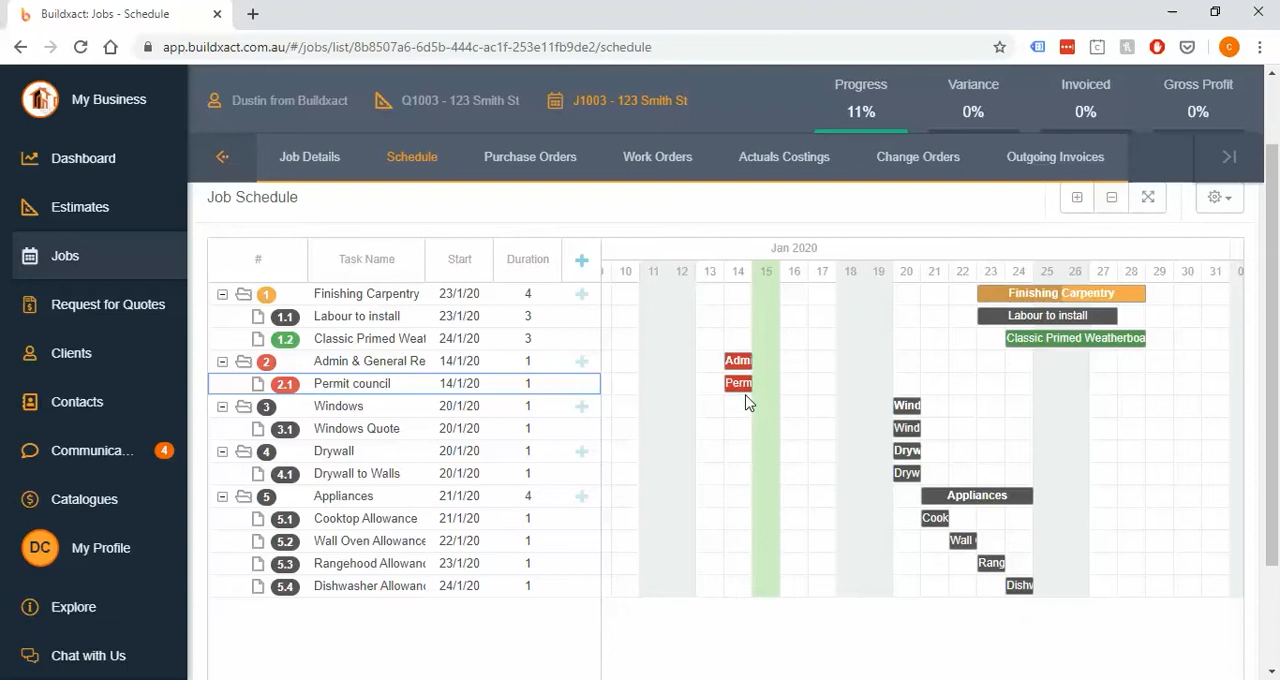 Buildxact: Jobs - Schedule
app.buildxact.com.au/#/jobs/list/8b8507a6-6d5b-444c-ac1f-253e11fb9de2/schedule
C
My Business
Dustin from Buildxact
Q1003 - 123 Smith St
J1003 - 123 Smith St
Progress
11%
Variance
0%
Invoiced
0%
Gross Profit
0%
Dashboard
Estimates
Jobs
Request for Quotes
Clients
Contacts
Communica... 4
Catalogues
DC My Profile
Explore
Chat with Us
Job Details Schedule Purchase Orders Work Orders Actuals Costings Change Orders Outgoing Invoices
Job Schedule
# Task Name Start Duration
Jan 2020
10 11 12 13 14 15 16 17 18 19 20 21 22 23 24 25 26 27 28 29 30 31 0
1 Finishing Carpentry 23/1/20 4 Finishing Carpentry
1.1 Labour to install 23/1/20 3 Labour to install
1.2 Classic Primed Weat 24/1/20 3 Classic Primed Weatherboa
2 Admin & General Re 14/1/20 1 Admi
2.1 Permit council 14/1/20 1 Perm
3 Windows 20/1/20 1 Wind
3.1 Windows Quote 20/1/20 1 Wind
4 Drywall 20/1/20 1 Dryw
4.1 Drywall to Walls 20/1/20 1 Dryw
5 Appliances 21/1/20 4 Appliances
5.1 Cooktop Allowance 21/1/20 1 Cook
5.2 Wall Oven Allowance 22/1/20 1 Wall
5.3 Rangehood Allowanc 23/1/20 1 Rang
5.4 Dishwasher Allowanc 24/1/20 1 Dishw